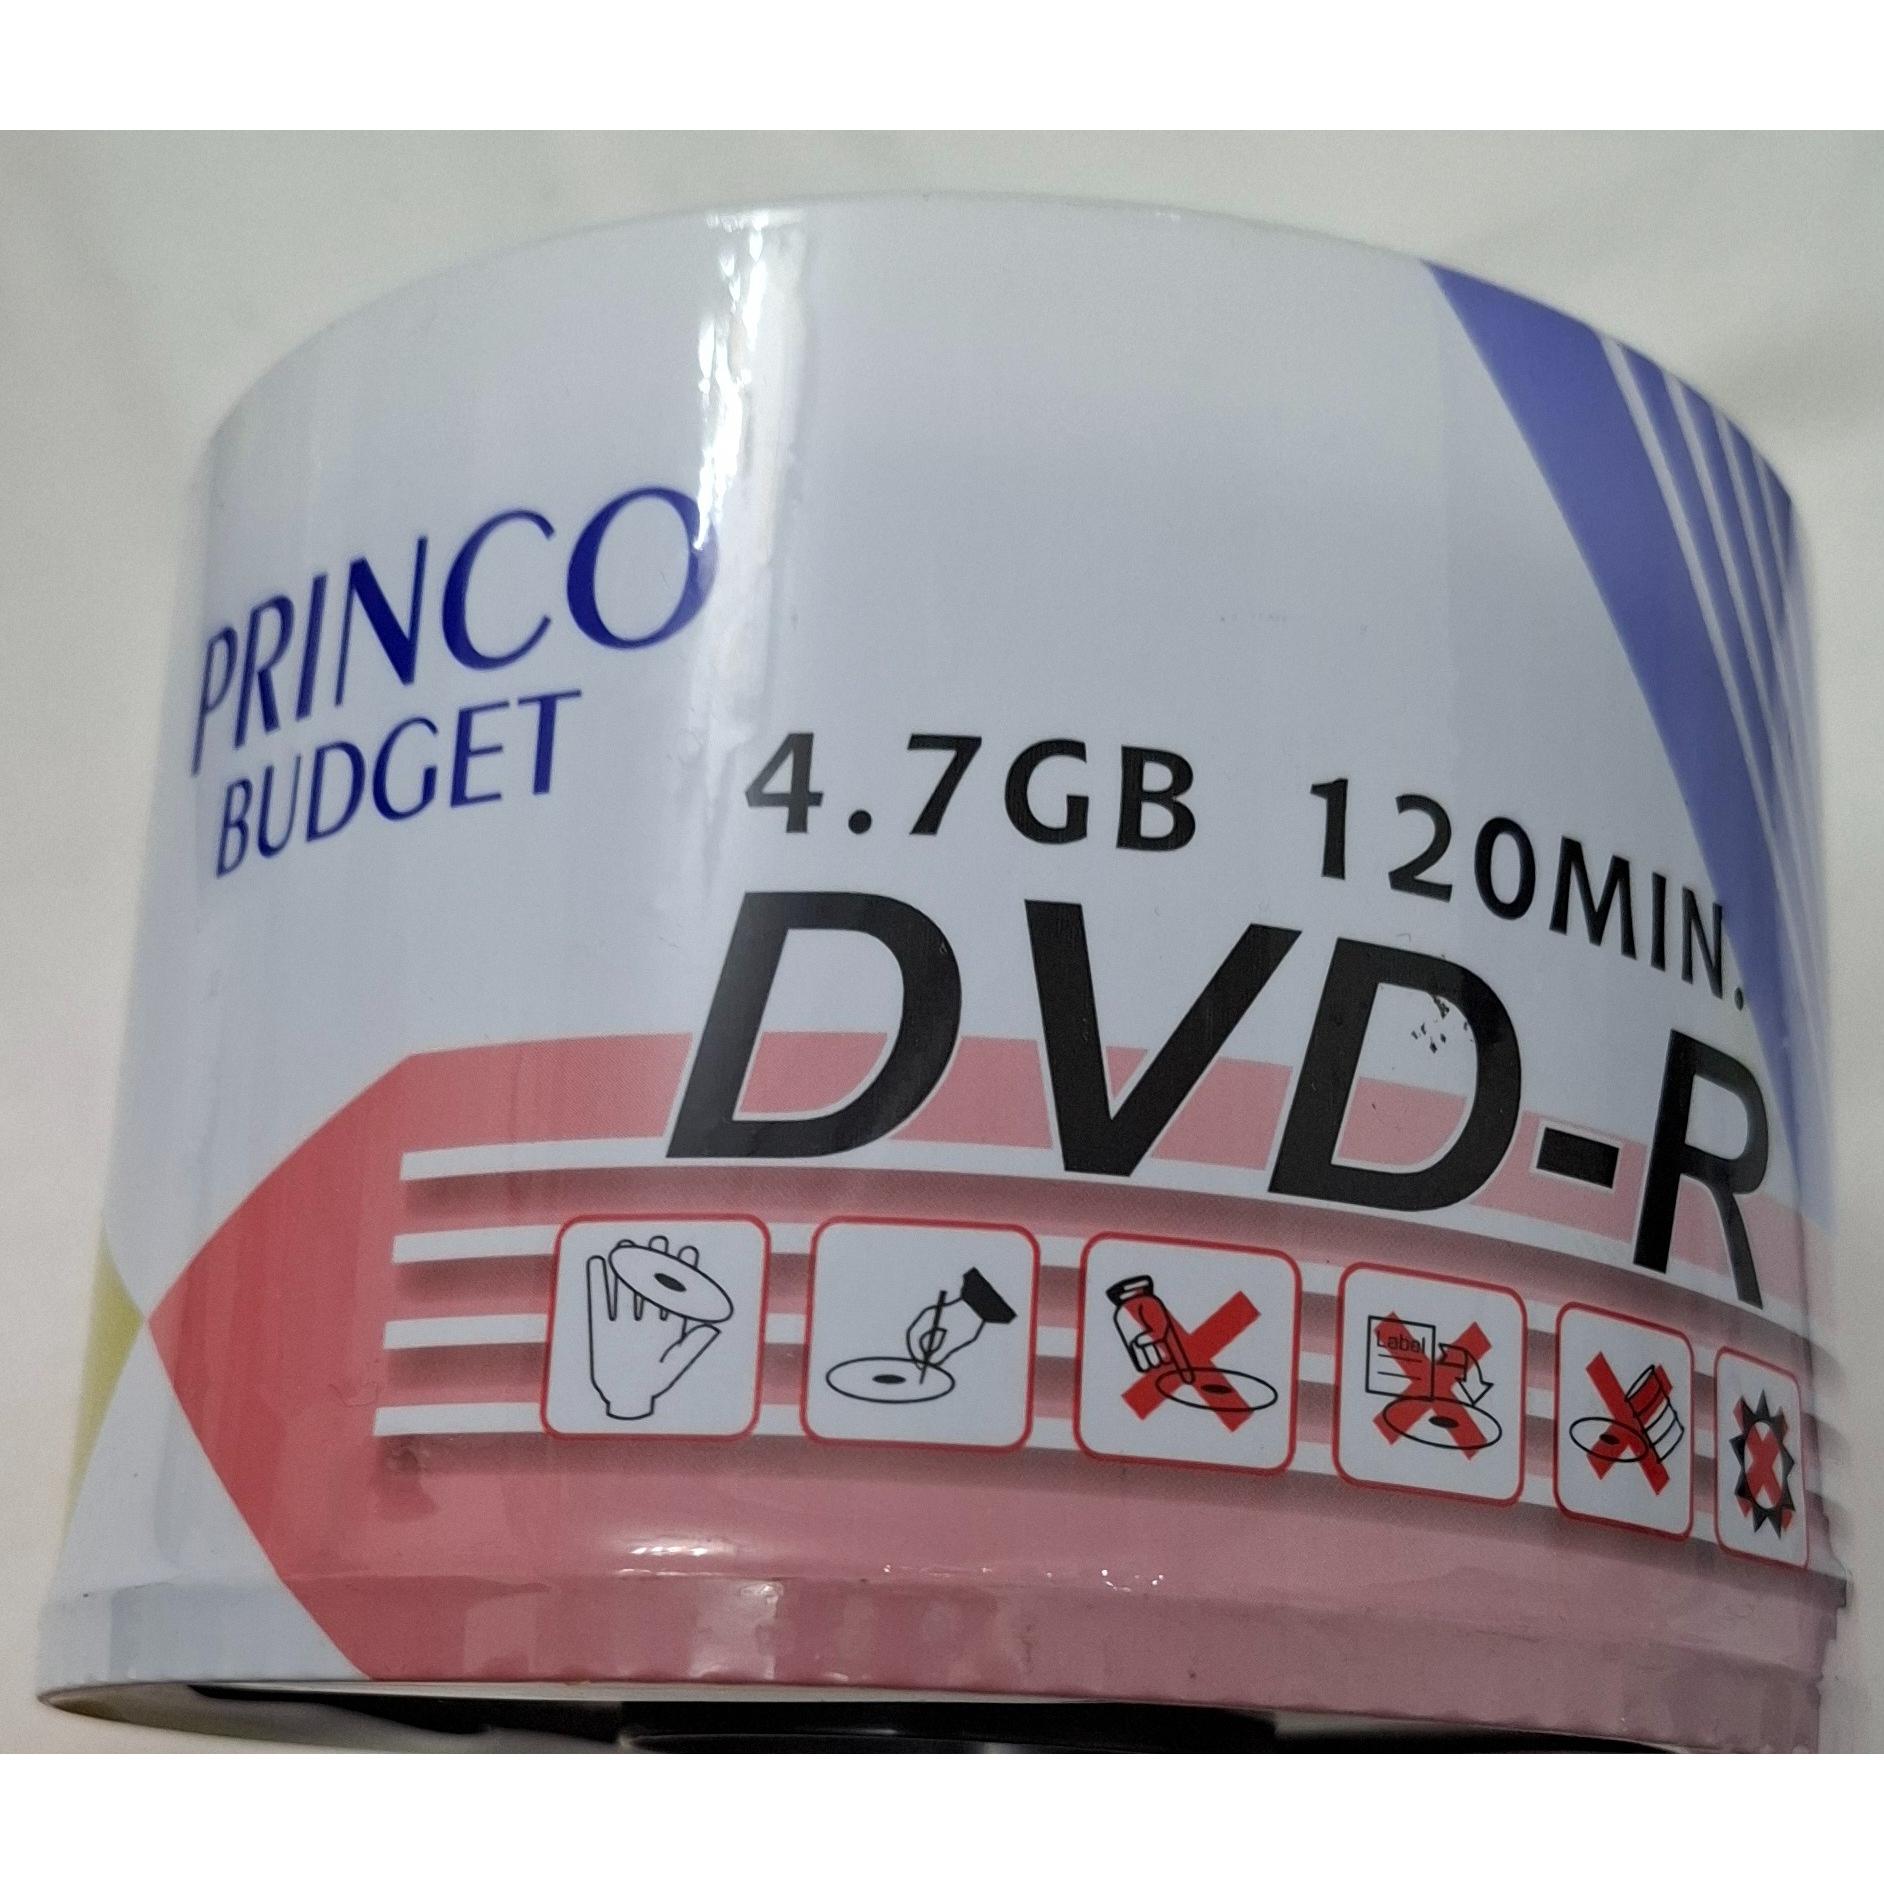 PRINCO
BUDGET
4.7GB 120MIN.
DVD-R
Label